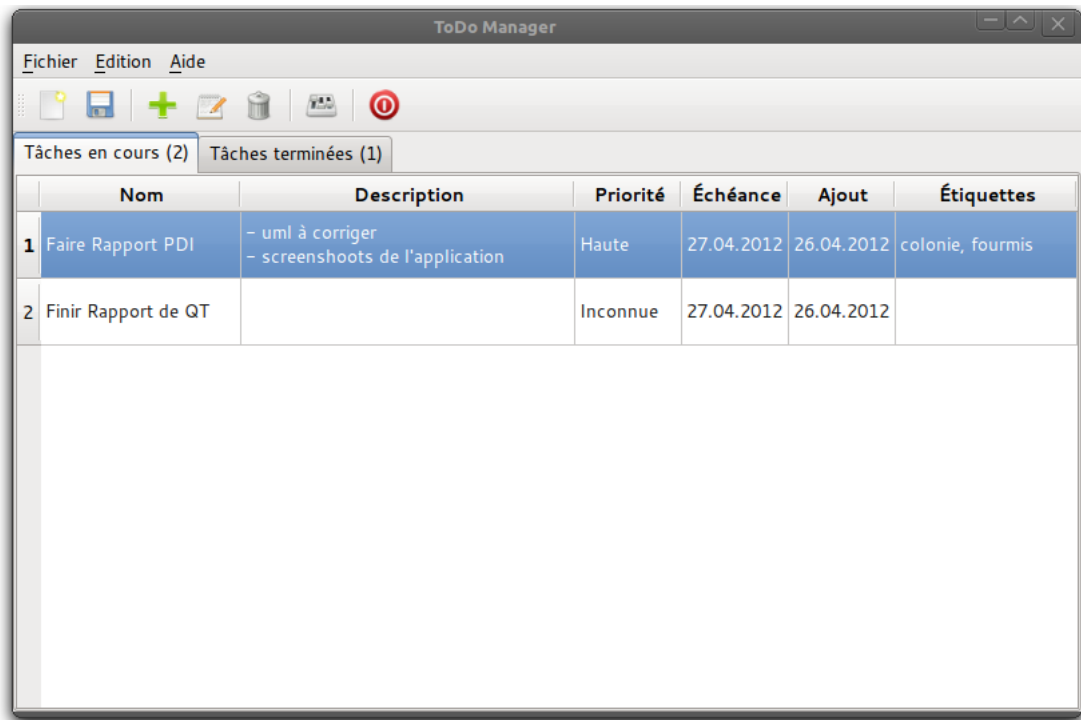 ToDo Manager
Fichier Edition Aide
Tâches en cours (2) Tâches terminées (1)
Nom Description Priorité Échéance Ajout Étiquettes
1 Faire Rapport PDI - uml à corriger
- screenshoots de l'application Haute 27.04.2012 26.04.2012 colonie, fourmis
2 Finir Rapport de QT Inconnue 27.04.2012 26.04.2012